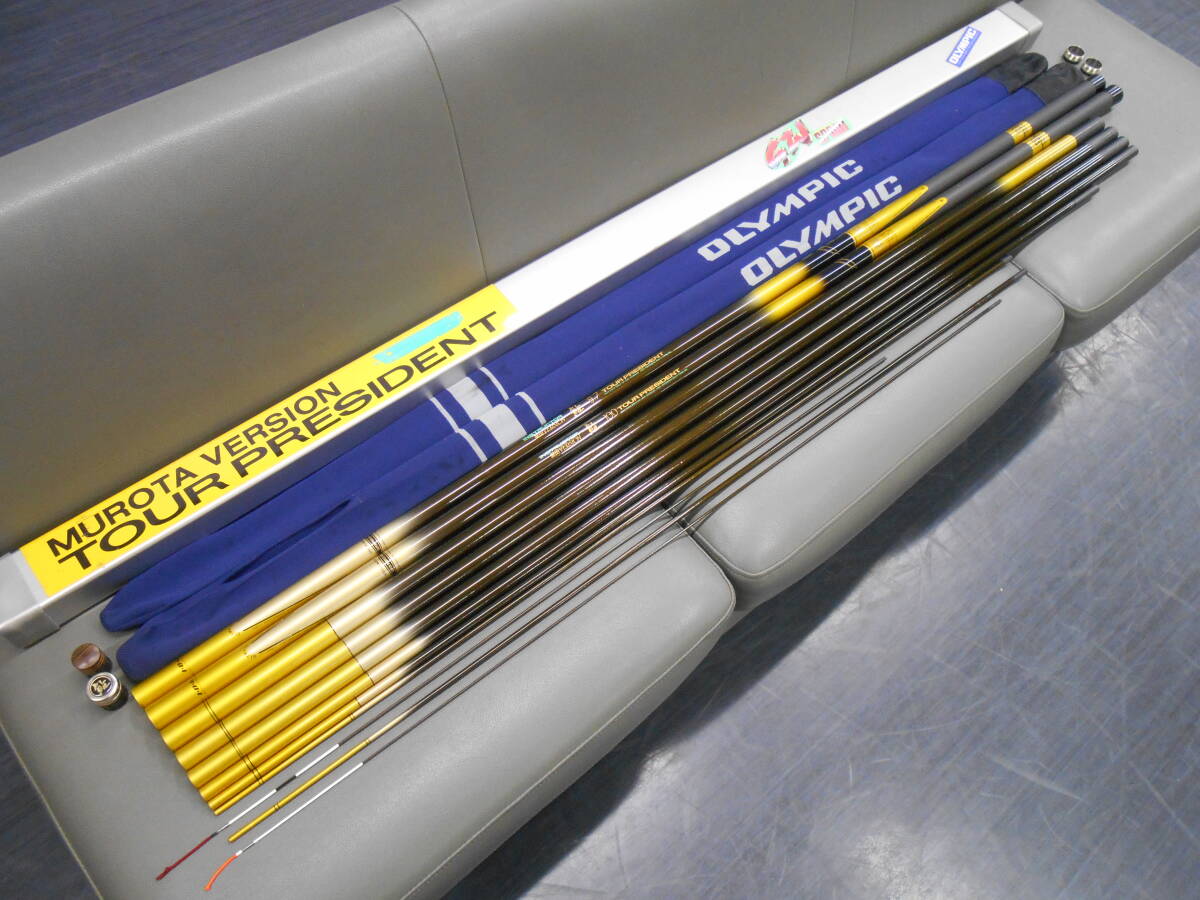 OLYMPIC
OLYMPIC
OLYMPIC
MUROTA VERSION
TOUR PRESIDENT
TOUR PRESIDENT
TOUR PRESIDENT